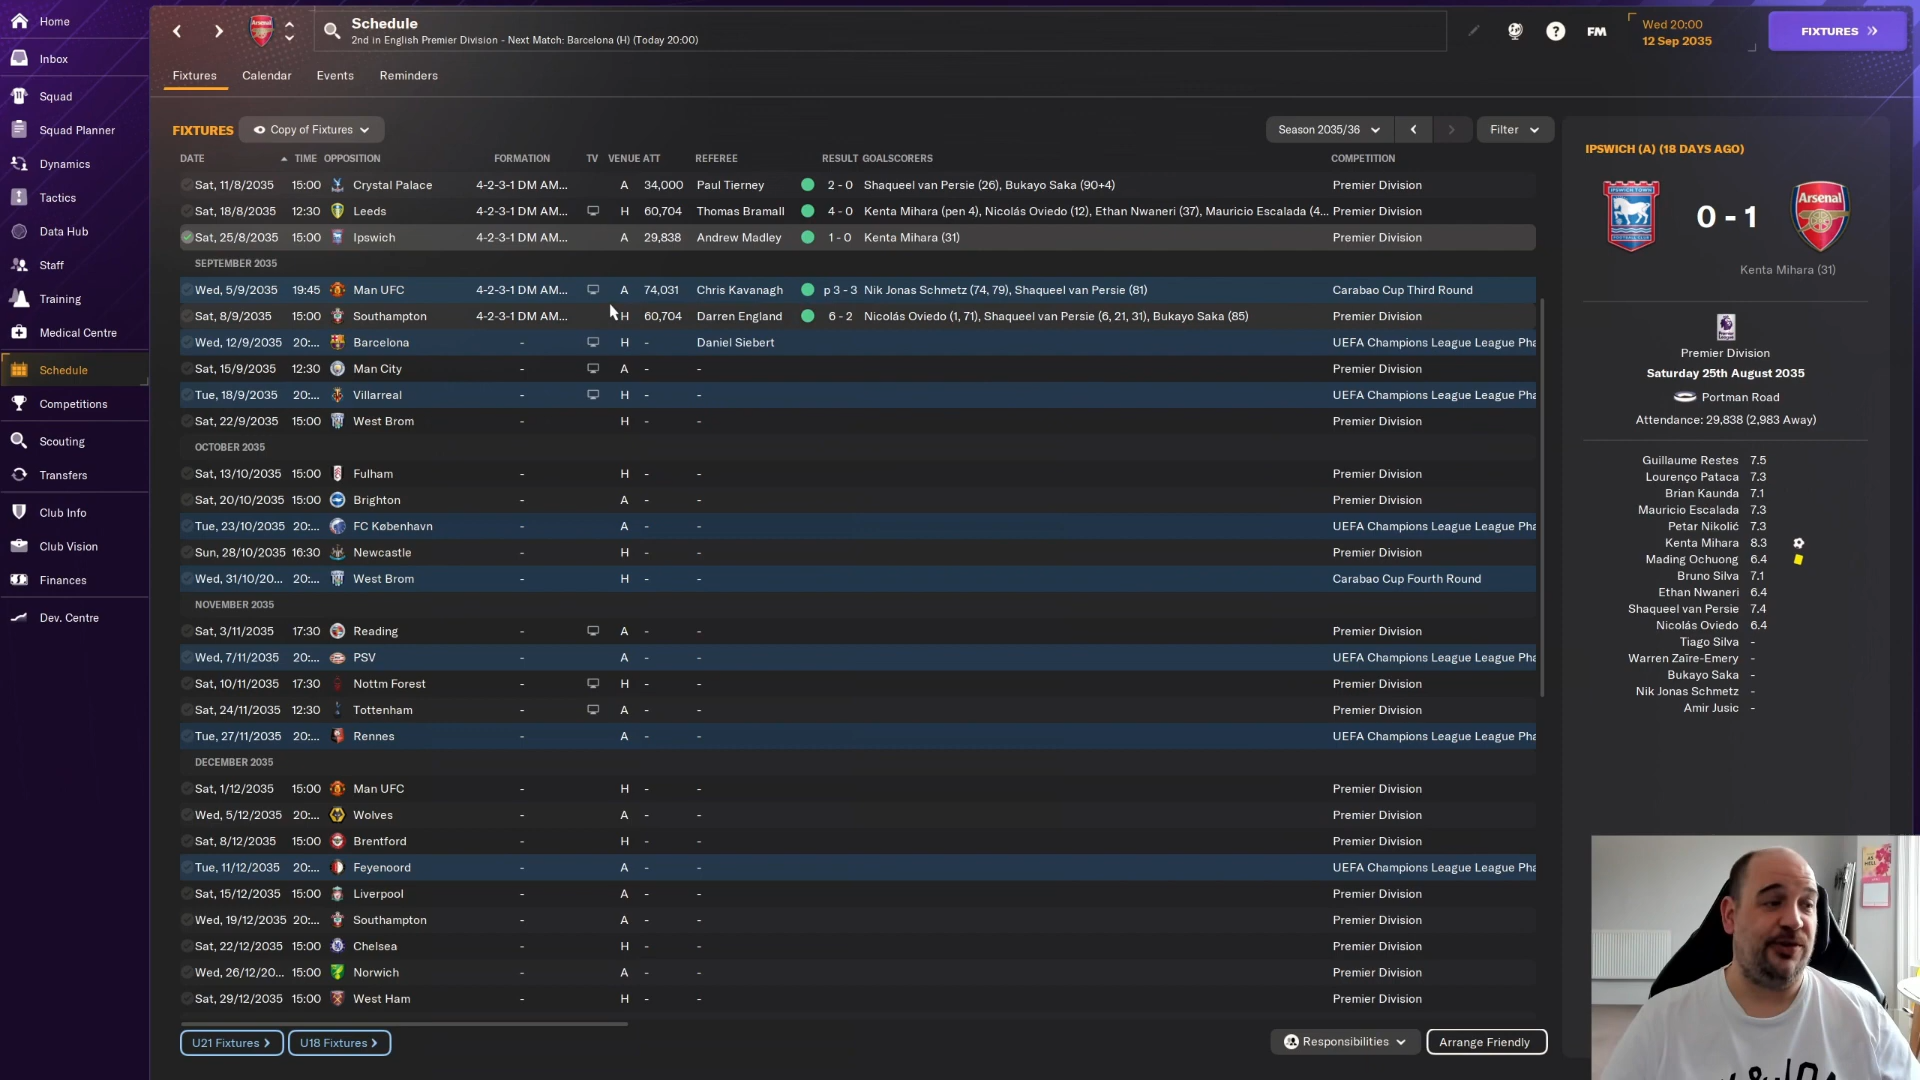 Home
Inbox
Squad
Squad Planner
Dynamics
Tactics
Data Hub
Staff
Training
Medical Centre
Schedule
Competitions
Scouting
Transfers
Club Info
Club Vision
Finances
Dev. Centre
Schedule
2nd in English Premier Division - Next Match: Barcelona (H) (Today 20:00)
FM
Wed 20:00
12 Sep 2035
FIXTURES
Fixtures Calendar Events Reminders
FIXTURES Copy of Fixtures Season 2035/36 Filter
DATE TIME OPPOSITION FORMATION TV VENUE ATT REFEREE RESULT GOALSCORERS COMPETITION
Sat, 11/8/2035 15:00 Crystal Palace 4-2-3-1 DM AM... A 34,000 Paul Tierney 2 - 0 Shaqueel van Persie (26), Bukayo Saka (90+4) Premier Division
Sat, 18/8/2035 12:30 Leeds 4-2-3-1 DM AM... H 60,704 Thomas Bramall 4 - 0 Kenta Mihara (pen 4), Nicolás Oviedo (12), Ethan Nwaneri (37), Mauricio Escalada (4... Premier Division
Sat, 25/8/2035 15:00 Ipswich 4-2-3-1 DM AM... A 29,838 Andrew Madley 1 - 0 Kenta Mihara (31) Premier Division
SEPTEMBER 2035
Wed, 5/9/2035 19:45 Man UFC 4-2-3-1 DM AM... A 74,031 Chris Kavanagh p 3 - 3 Nik Jonas Schmetz (74, 79), Shaqueel van Persie (81) Carabao Cup Third Round
Sat, 8/9/2035 15:00 Southampton 4-2-3-1 DM AM... H 60,704 Darren England 6 - 2 Nicolás Oviedo (1, 71), Shaqueel van Persie (6, 21, 31), Bukayo Saka (85) Premier Division
Wed, 12/9/2035 20:... Barcelona - H - Daniel Siebert UEFA Champions League League Pha
Sat, 15/9/2035 12:30 Man City - A - - Premier Division
Tue, 18/9/2035 20:... Villarreal - H - - UEFA Champions League League Pha
Sat, 22/9/2035 15:00 West Brom - H - - Premier Division
OCTOBER 2035
Sat, 13/10/2035 15:00 Fulham - H - - Premier Division
Sat, 20/10/2035 15:00 Brighton - A - - Premier Division
Tue, 23/10/2035 20:... FC København - A - - UEFA Champions League League Pha
Sun, 28/10/2035 16:30 Newcastle - H - - Premier Division
Wed, 31/10/20... 20:... West Brom - H - - Carabao Cup Fourth Round
NOVEMBER 2035
Sat, 3/11/2035 17:30 Reading - A - - Premier Division
Wed, 7/11/2035 20:... PSV - A - - UEFA Champions League League Pha
Sat, 10/11/2035 17:30 Nottm Forest - H - - Premier Division
Sat, 24/11/2035 12:30 Tottenham - A - - Premier Division
Tue, 27/11/2035 20:... Rennes - A - - UEFA Champions League League Pha
DECEMBER 2035
Sat, 1/12/2035 15:00 Man UFC - H - - Premier Division
Wed, 5/12/2035 20:... Wolves - A - - Premier Division
Sat, 8/12/2035 15:00 Brentford - H - - Premier Division
Tue, 11/12/2035 20:... Feyenoord - A - - UEFA Champions League League Pha
Sat, 15/12/2035 15:00 Liverpool - A - - Premier Division
Wed, 19/12/2035 20:... Southampton - A - - Premier Division
Sat, 22/12/2035 15:00 Chelsea - H - - Premier Division
Wed, 26/12/20... 15:00 Norwich - A - - Premier Division
Sat, 29/12/2035 15:00 West Ham - H - - Premier Division
U21 Fixtures U18 Fixtures Responsibilities Arrange Friendly
IPSWICH (A) (18 DAYS AGO)
0 - 1
Arsenal
Kenta Mihara (31)
Premier Division
Saturday 25th August 2035
Portman Road
Attendance: 29,838 (2,983 Away)
Guillaume Restes 7.5
Lourenço Pataca 7.3
Brian Kaunda 7.1
Mauricio Escalada 7.3
Petar Nikolić 7.3
Kenta Mihara 8.3
Mading Ochuong 6.4
Bruno Silva 7.1
Ethan Nwaneri 6.4
Shaqueel van Persie 7.4
Nicolás Oviedo 6.4
Tiago Silva -
Warren Zaïre-Emery -
Bukayo Saka -
Nik Jonas Schmetz -
Amir Jusic -